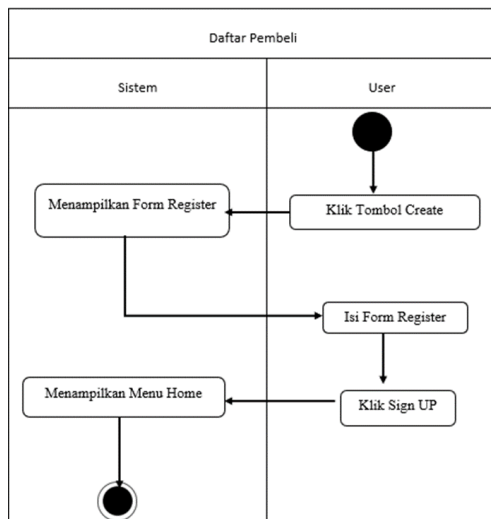 Daftar Pembeli
Sistem
User
Klik Tombol Create
Menampilkan Form Register
Isi Form Register
Klik Sign UP
Menampilkan Menu Home